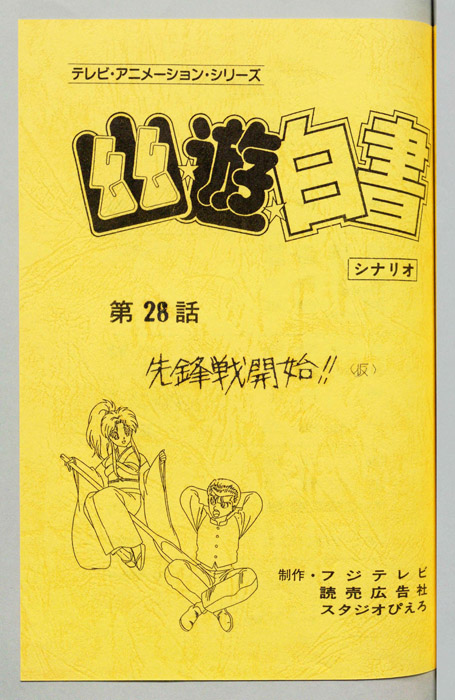 テレビ・アニメーション・シリーズ
幽☆遊☆白書
シナリオ
第28話
先鋒戦開始!!(仮)
制作・フジテレビ
読売広告社
スタジオぴえろ